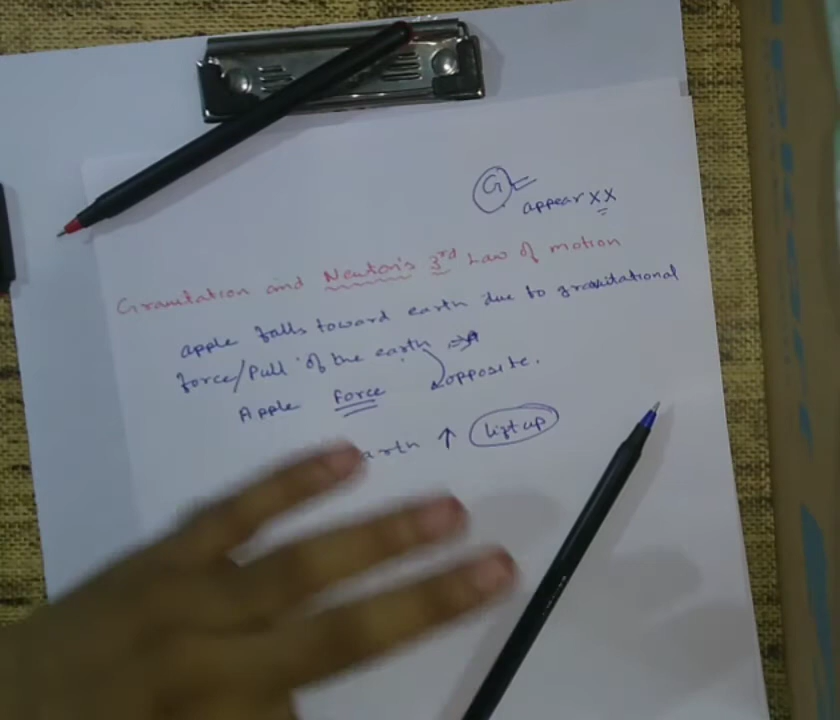 G
appear XX
Gravitation and Newton's 3rd Law of motion
apple falls toward earth due to gravitational
force/Pull of the earth
Apple force opposite.
arth ↑ lift up